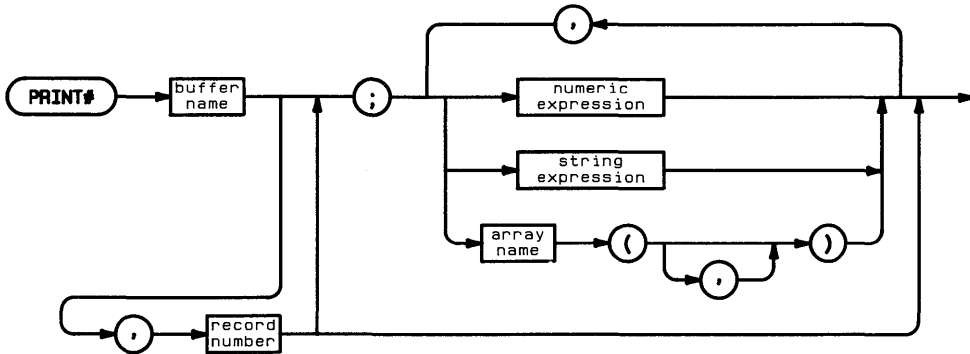 ,
PRINT#
buffer
name
;
numeric
expression
string
expression
array
name
(
,
)
,
record
number